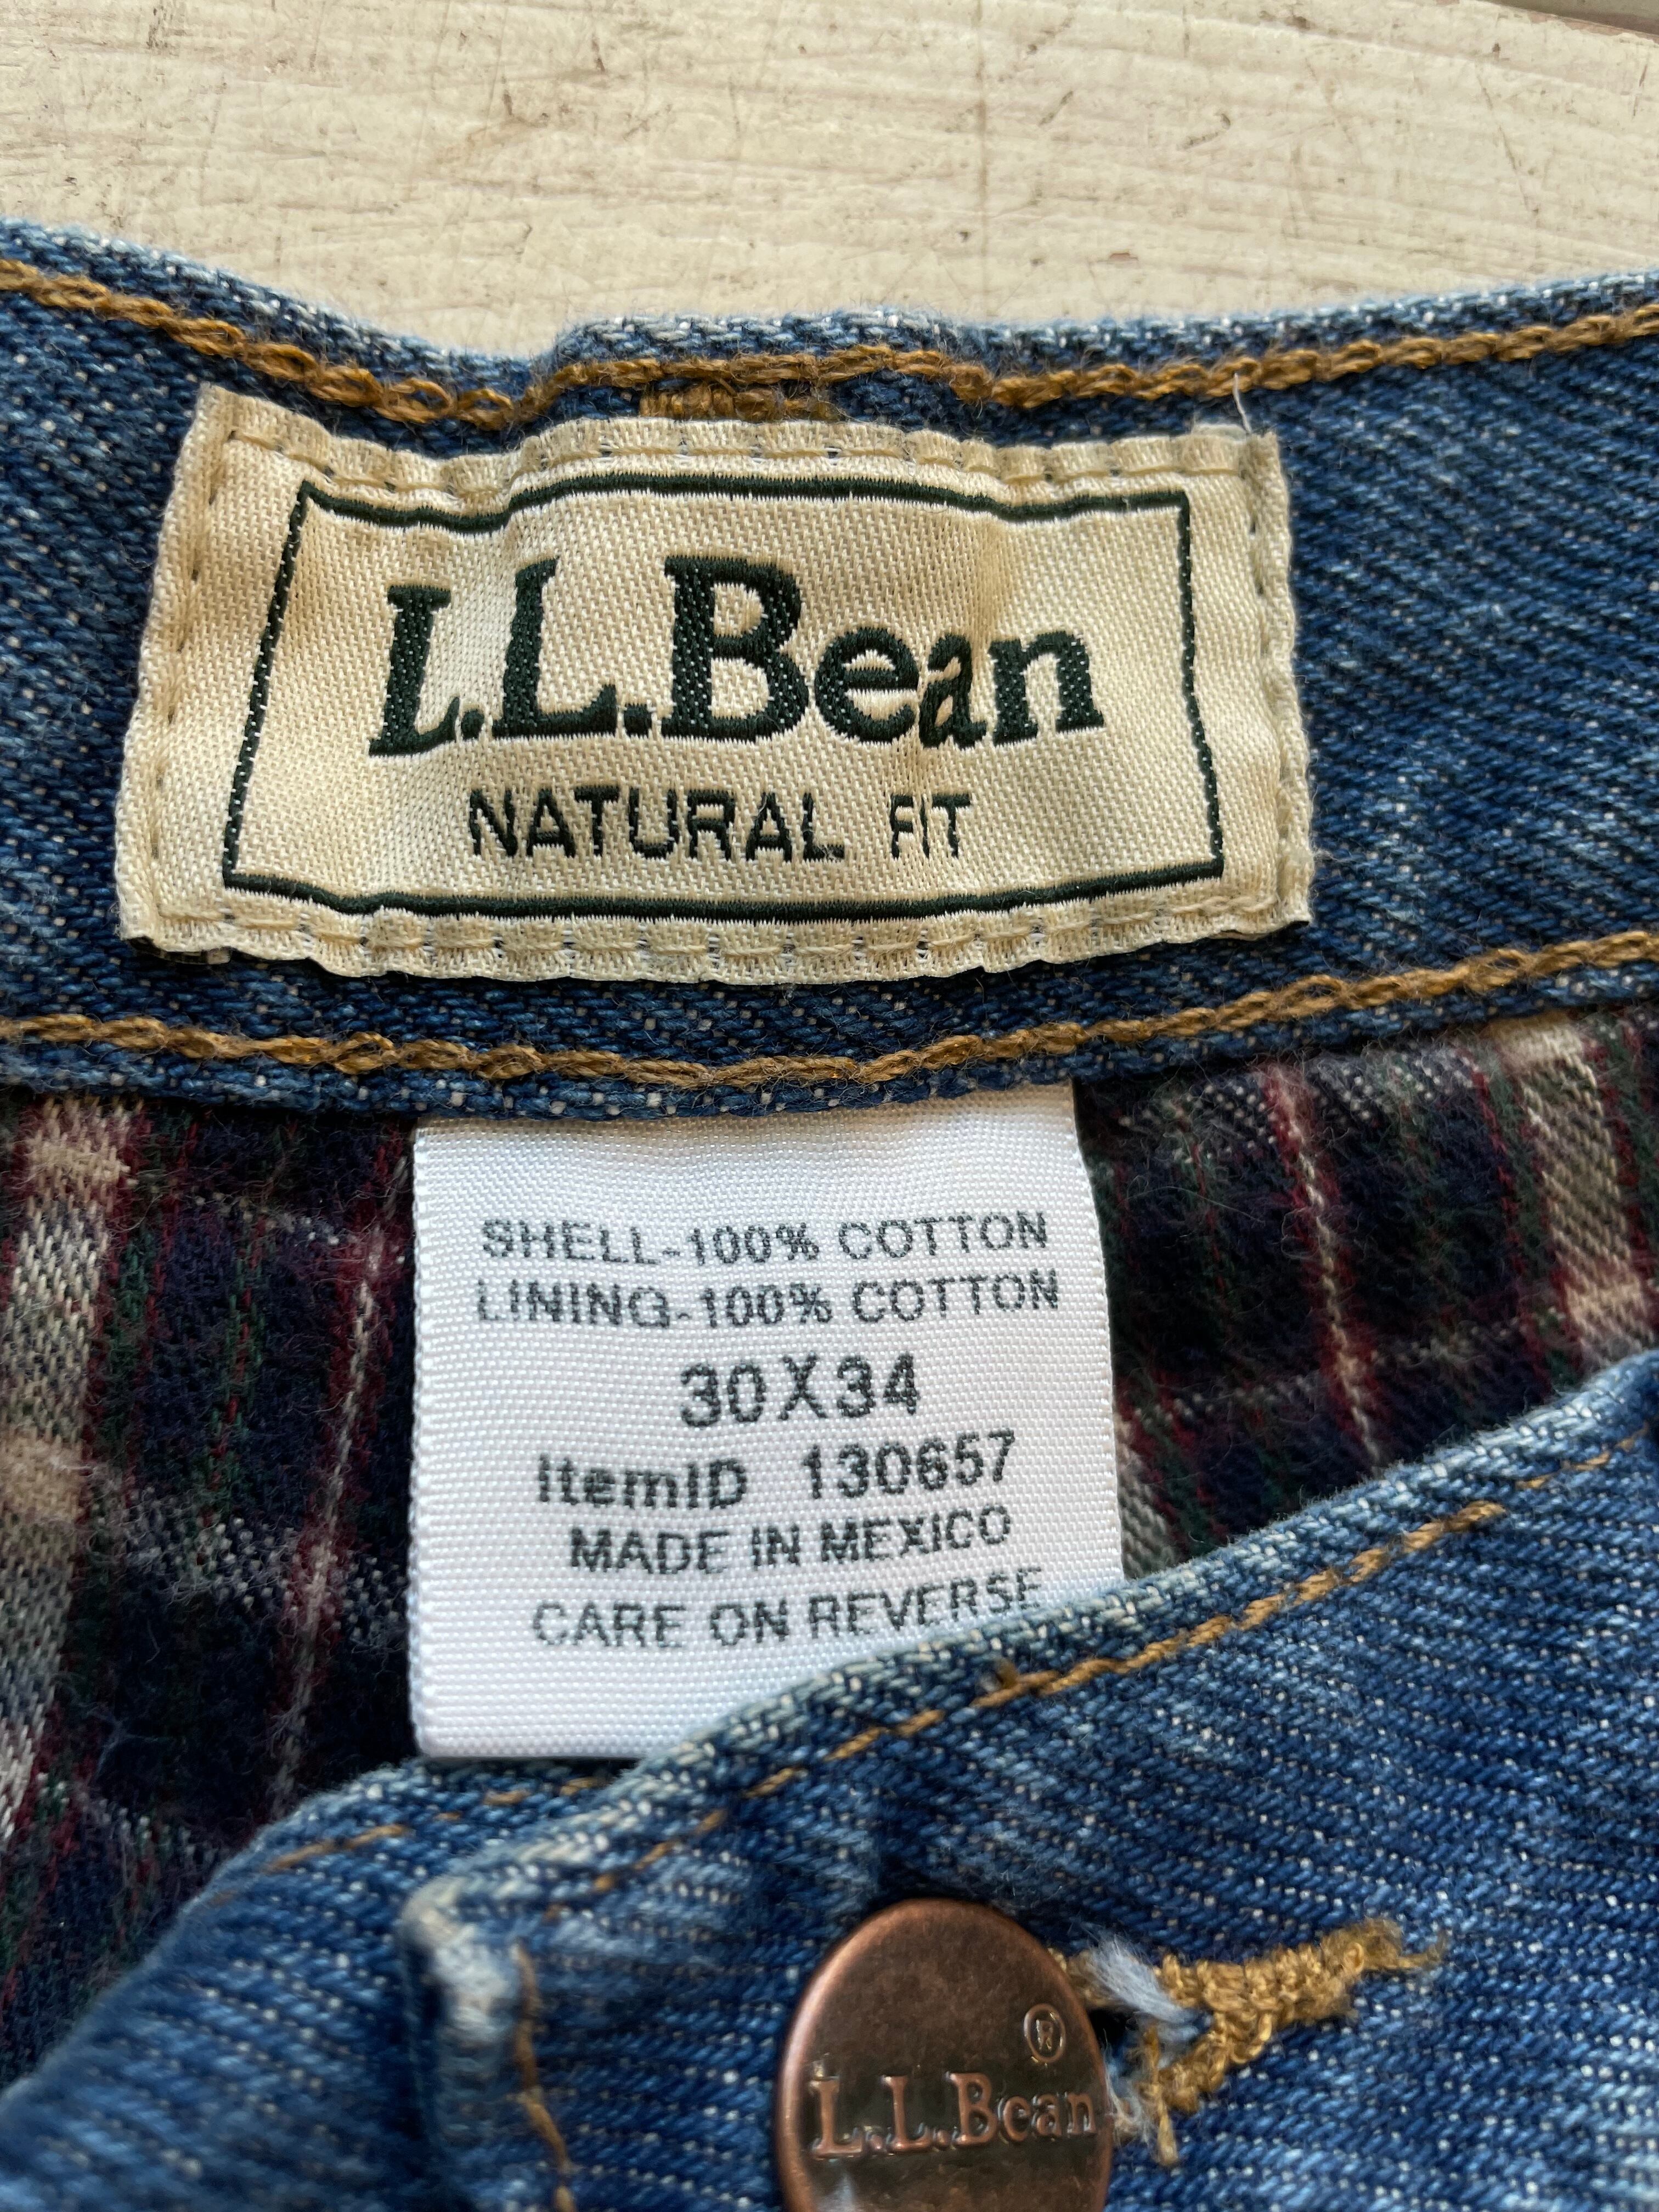 L.L.Bean
NATURAL FIT
SHELL-100% COTTON
LINING-100% COTTON
30X34
ItemID 130657
MADE IN MEXICO
CARE ON REVERSE
®
L.L.Bean